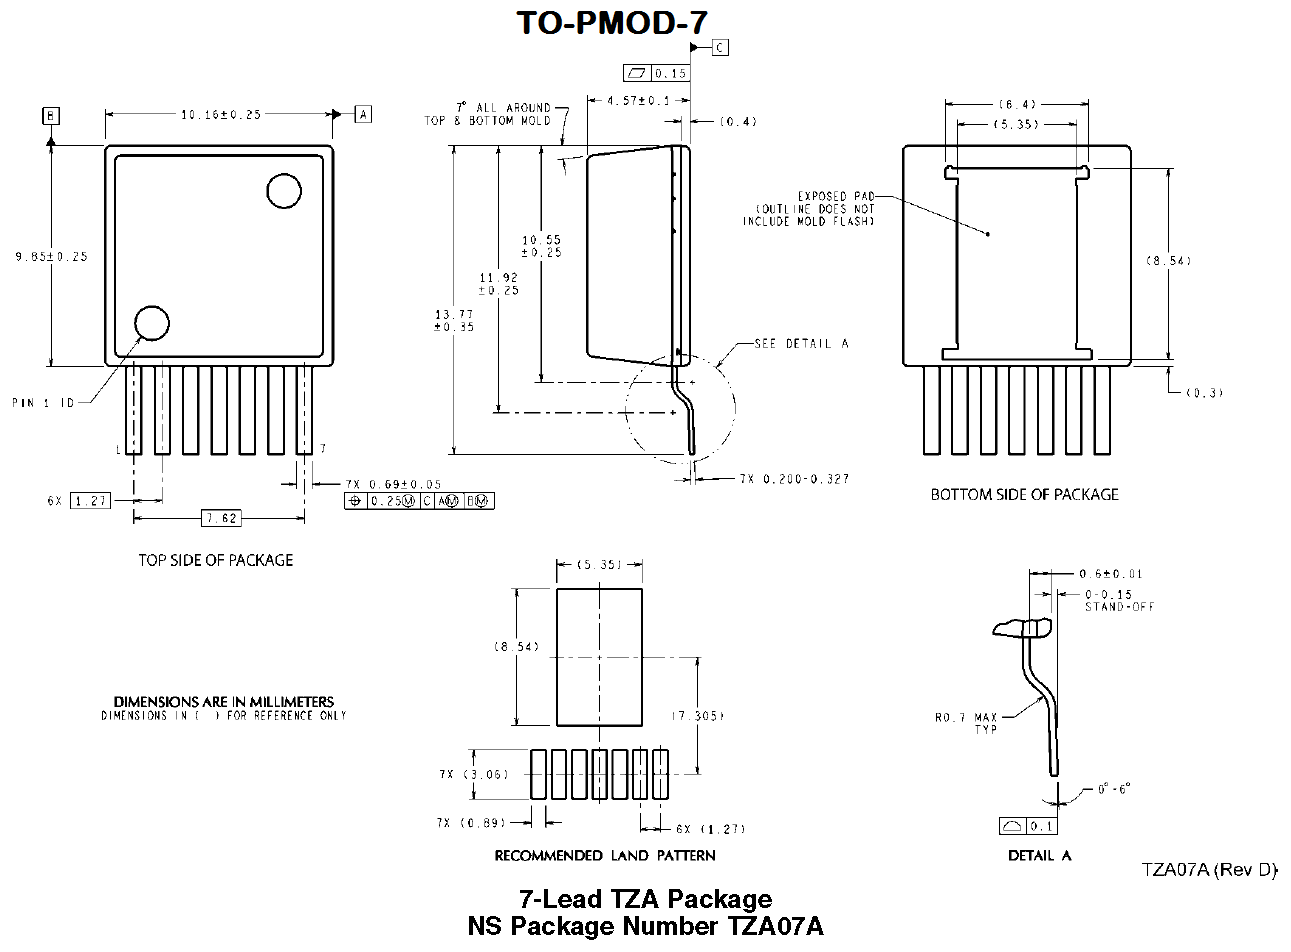 TO-PMOD-7
C
0.15
4.57±0.1
7° ALL AROUND
TOP & BOTTOM MOLD
(0.4)
B
10.16±0.25
A
9.85±0.25
PIN 1 ID
1
7
6X 1.27
7X 0.69±0.05
0.25Ⓜ C AⓂ BⓂ
7.62
TOP SIDE OF PACKAGE
10.55
±0.25
11.92
±0.25
13.77
±0.35
SEE DETAIL A
7X 0.200-0.327
(6.4)
(5.35)
EXPOSED PAD
(OUTLINE DOES NOT
INCLUDE MOLD FLASH)
(8.54)
(0.3)
BOTTOM SIDE OF PACKAGE
DIMENSIONS ARE IN MILLIMETERS
DIMENSIONS IN ( ) FOR REFERENCE ONLY
(5.35)
(8.54)
(7.305)
7X (3.06)
7X (0.89)
6X (1.27)
RECOMMENDED LAND PATTERN
0.6±0.01
0-0.15
STAND-OFF
R0.7 MAX
TYP
0°-6°
0.1
DETAIL A
TZA07A (Rev D)
7-Lead TZA Package
NS Package Number TZA07A